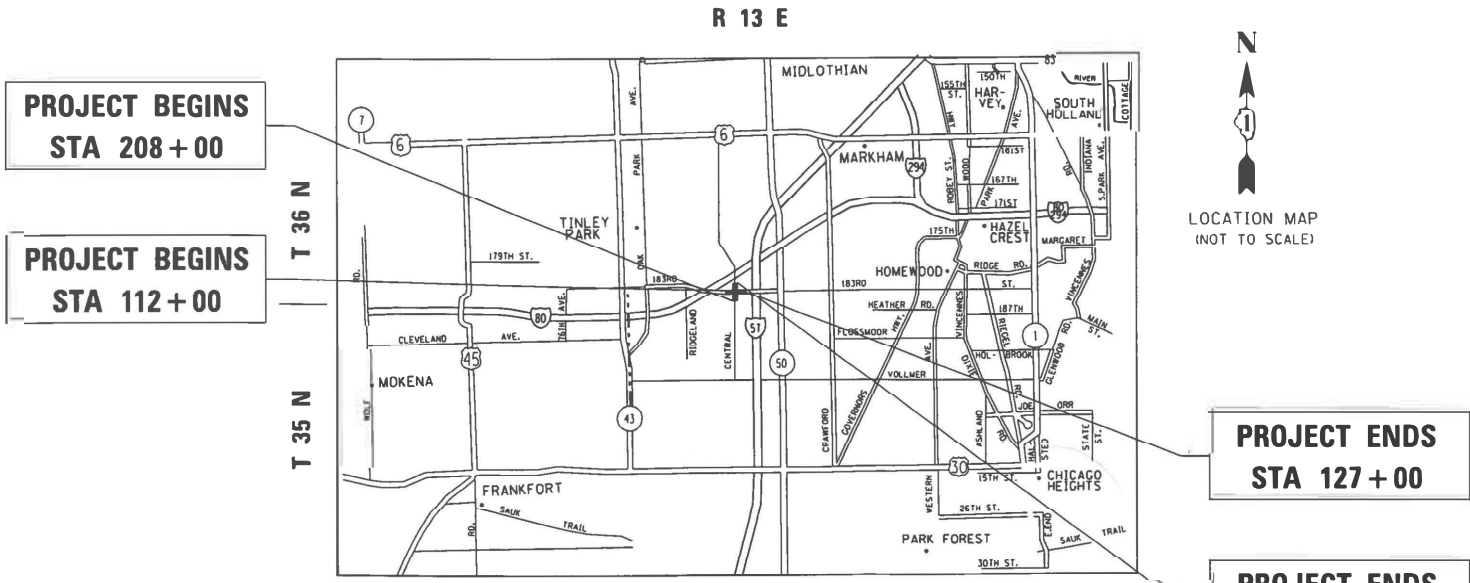 R 13 E
PROJECT BEGINS
STA 208+00
T 36 N
PROJECT BEGINS
STA 112+00
T 35 N
N
1
LOCATION MAP
(NOT TO SCALE)
MIDLOTHIAN
83
7
6
6
AVE.
PARK
OAK
TINLEY
PARK
179TH ST.
183RD
RD.
80
76TH AVE.
CLEVELAND AVE.
45
MOKENA
WOLF
43
RIDGELAND
CENTRAL
57
50
MARKHAM
294
155TH
ST.
150TH
HAR-
VEY
AVE.
RIVER
SOUTH
HOLLAND
COTTAGE
HWY.
WOOD
161ST
ROBEY ST.
167TH
PARK
171ST
RD.
INDIANA
S.PARK AVE.
80
294
175TH
HAZEL
CREST
MARGARET
HOMEWOOD
RIDGE RD.
183RD ST.
HEATHER RD.
187TH
VINCENNES
VINCENNES
MAIN
ST.
FLOSSMOOR
HWY.
RIEGEL
1
HOL-BROOK
GLENWOOD RD.
VOLLMER
AVE.
DIXIE
RD.
JOE ORR
CRAWFORD
GOVERNORS
ASHLAND
RD
HAL-
STED
STATE
ST.
30
15TH ST.
CHICAGO
HEIGHTS
WESTERN
26TH ST.
E.END
SAUK TRAIL
PARK FOREST
30TH ST.
FRANKFORT
SAUK TRAIL
RD.
PROJECT ENDS
STA 127+00
PROJECT ENDS